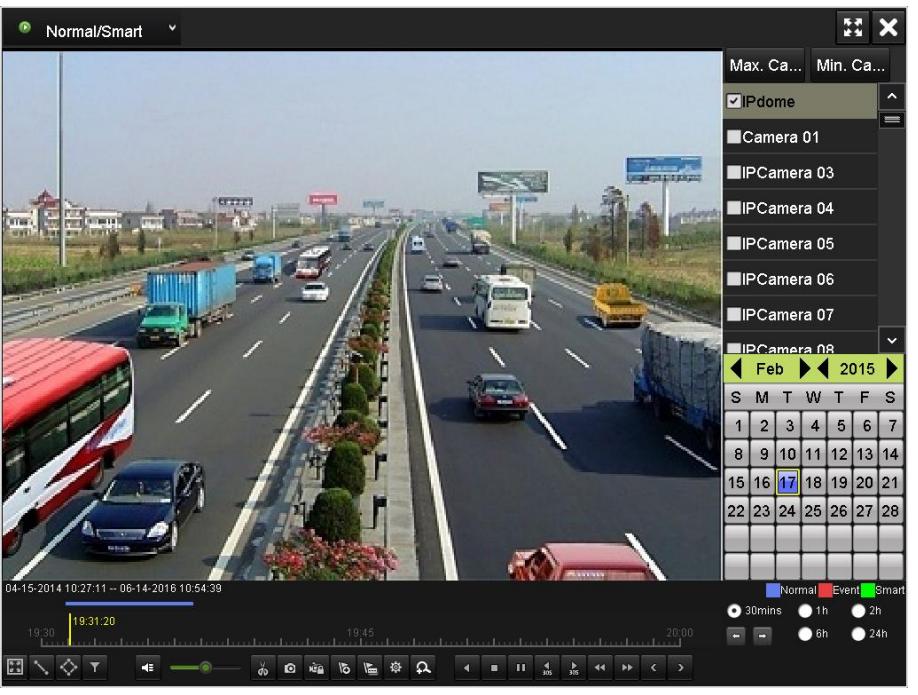 Normal/Smart
Max. Ca... Min. Ca...
IPdome
Camera 01
IPCamera 03
IPCamera 04
IPCamera 05
IPCamera 06
IPCamera 07
IPCamera 08
Feb 2015
S M T W T F S
1 2 3 4 5 6 7
8 9 10 11 12 13 14
15 16 17 18 19 20 21
22 23 24 25 26 27 28
04-15-2014 10:27:11 -- 06-14-2016 10:54:39
Normal Event Smart
19:31:20
30mins 1h 2h
19:30 19:45 20:00
6h 24h
30S 30S